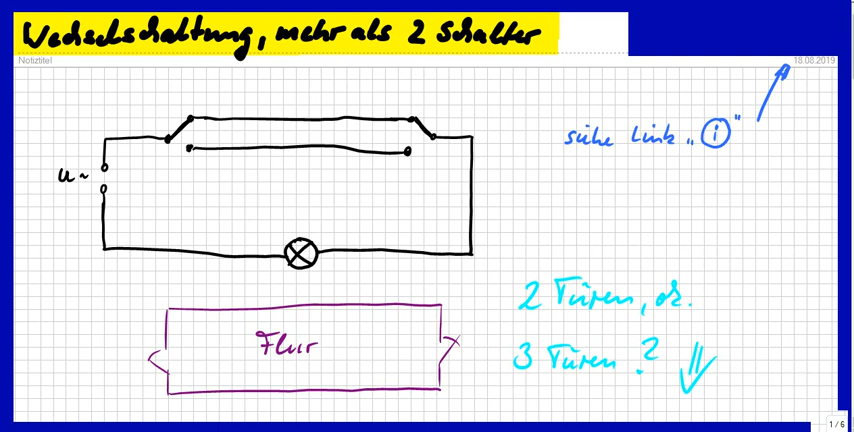 Wechselschaltung, mehr als 2 Schalter
Notiztitel
18.08.2019
siehe Link „ⓘ“
u~
2 Türen, ok.
3 Türen ?
Flur
1 / 6